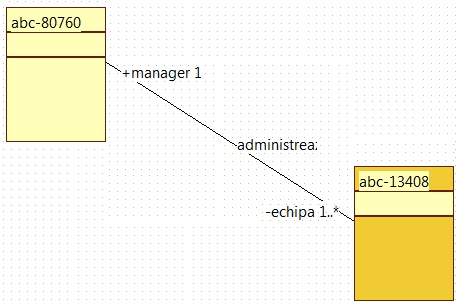 abc-80760
+manager 1
administrea:
abc-13408
-echipa 1..*